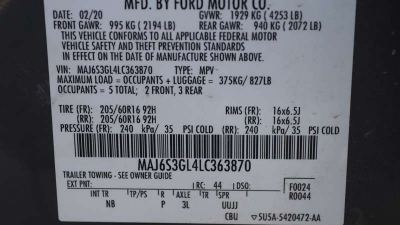 MFD. BY FORD MOTOR CO.
DATE: 02/20 GVWR: 1929 KG (4253 LB)
FRONT GAWR: 995 KG (2194 LB) REAR GAWR: 940 KG (2072 LB)
THIS VEHICLE CONFORMS TO ALL APPLICABLE FEDERAL MOTOR
VEHICLE SAFETY STANDARDS IN EFFECT ON THE DATE OF
MANUFACTURE SHOWN ABOVE.
VIN: MAJ6S3GL4LC363870 TYPE: MPV
MAXIMUM LOAD = OCCUPANTS + LUGGAGE = 375KG/ 827LB
OCCUPANTS = 5 TOTAL; 2 FRONT, 3 REAR
TIRE (FR): 205/60R16 92H RIMS (FR): 16x6.5J
(RR): 205/60R16 92H (RR): 16x6.5J
PRESSURE (FR): 240 kPa/ 35 PSI COLD (RR): 240 kPa/ 35 PSI COLD
MAJ6S3GL4LC363870
TRAILER TOWING - SEE OWNER GUIDE
EXT PNT: RC: 44 DSO: F0024
R0044
INT TR TP/PS R AXLE TR SPR
NB P 3L UUJJ
CBU 5U5A-5420472-AA